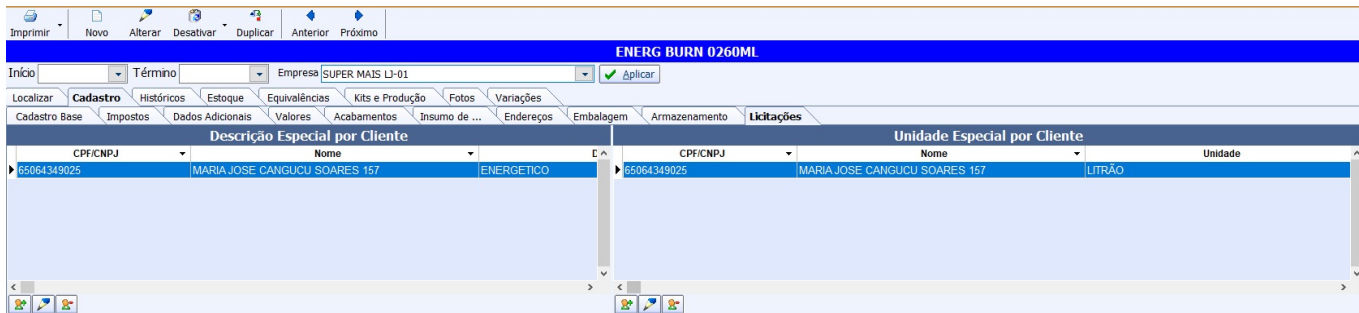 Imprimir Novo Alterar Desativar Duplicar Anterior Próximo
ENERG BURN 0260ML
Início Término Empresa SUPER MAIS LJ-01 Aplicar
Localizar Cadastro Históricos Estoque Equivalências Kits e Produção Fotos Variações
Cadastro Base Impostos Dados Adicionais Valores Acabamentos Insumo de ... Endereços Embalagem Armazenamento Licitações
Descrição Especial por Cliente Unidade Especial por Cliente
CPF/CNPJ Nome D CPF/CNPJ Nome Unidade
65064349025 MARIA JOSE CANGUCU SOARES 157 ENERGETICO 65064349025 MARIA JOSE CANGUCU SOARES 157 LITRÃO